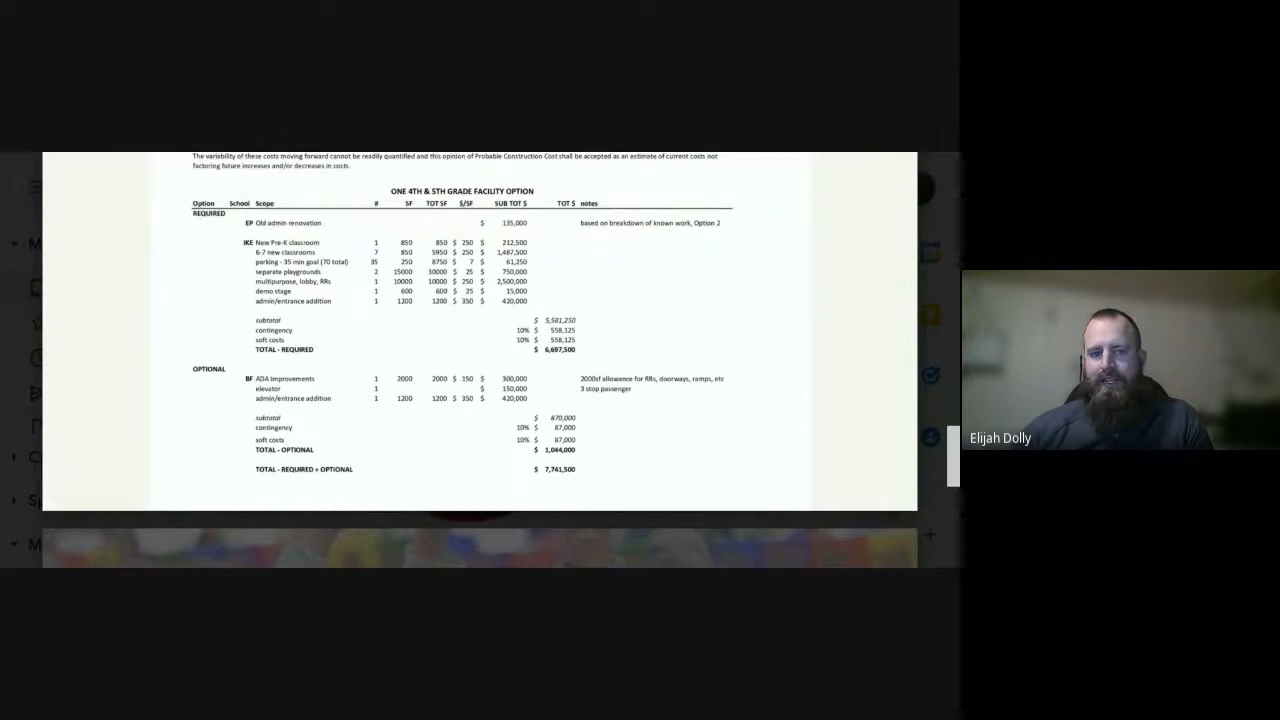 The variability of these costs moving forward cannot be readily quantified and this opinion of Probable Construction Cost shall be accepted as an estimate of current costs not
factoring future increases and/or decreases in costs.
ONE 4TH & 5TH GRADE FACILITY OPTION
Option School Scope # SF TOT SF $/SF SUB TOT $ TOT $ notes
REQUIRED
EP Old admin renovation $ 135,000 based on breakdown of known work, Option 2
IKE New Pre-K classroom 1 850 850 $ 250 $ 212,500
6-7 new classrooms 7 850 5950 $ 250 $ 1,487,500
parking - 35 min goal (70 total) 35 250 8750 $ 7 $ 61,250
separate playgrounds 2 15000 30000 $ 25 $ 750,000
multipurpose, lobby, RRs 1 10000 10000 $ 250 $ 2,500,000
demo stage 1 600 600 $ 25 $ 15,000
admin/entrance addition 1 1200 1200 $ 350 $ 420,000
subtotal $ 5,581,250
contingency 10% $ 558,125
soft costs 10% $ 558,125
TOTAL - REQUIRED $ 6,697,500
OPTIONAL
BF ADA Improvements 1 2000 2000 $ 150 $ 300,000 2000sf allowance for RRs, doorways, ramps, etc
elevator 1 $ 150,000 3 stop passenger
admin/entrance addition 1 1200 1200 $ 350 $ 420,000
subtotal $ 870,000
contingency 10% $ 87,000
soft costs 10% $ 87,000
TOTAL - OPTIONAL $ 1,044,000
TOTAL - REQUIRED + OPTIONAL $ 7,741,500
Elijah Dolly